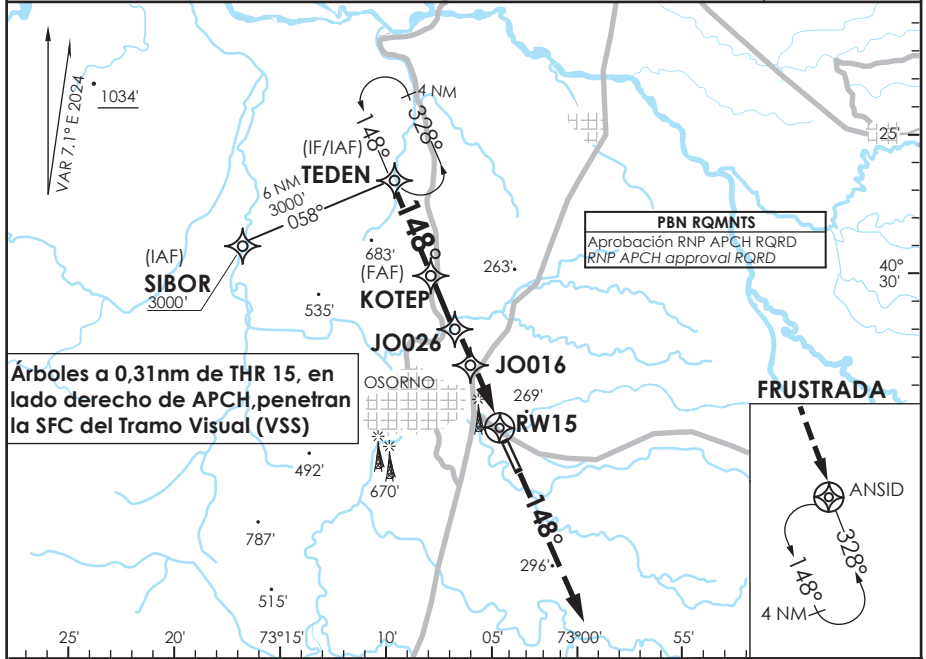 VAR 7.1° E 2024
1034'
4 NM
148°
328°
(IF/IAF)
TEDEN
6 NM
3000'
058°
148°
25'
PBN RQMNTS
Aprobación RNP APCH RQRD
RNP APCH approval RQRD
(IAF)
SIBOR
3000'
683'
(FAF)
KOTEP
263'
40°
30'
535'
JO026
JO016
Árboles a 0,31nm de THR 15, en
lado derecho de APCH,penetran
la SFC del Tramo Visual (VSS)
OSORNO
269'
RW15
FRUSTRADA
ANSID
328°
148°
4 NM
492'
670'
148°
787'
296'
515'
25'
20'
73°15'
10'
05'
73°00'
55'